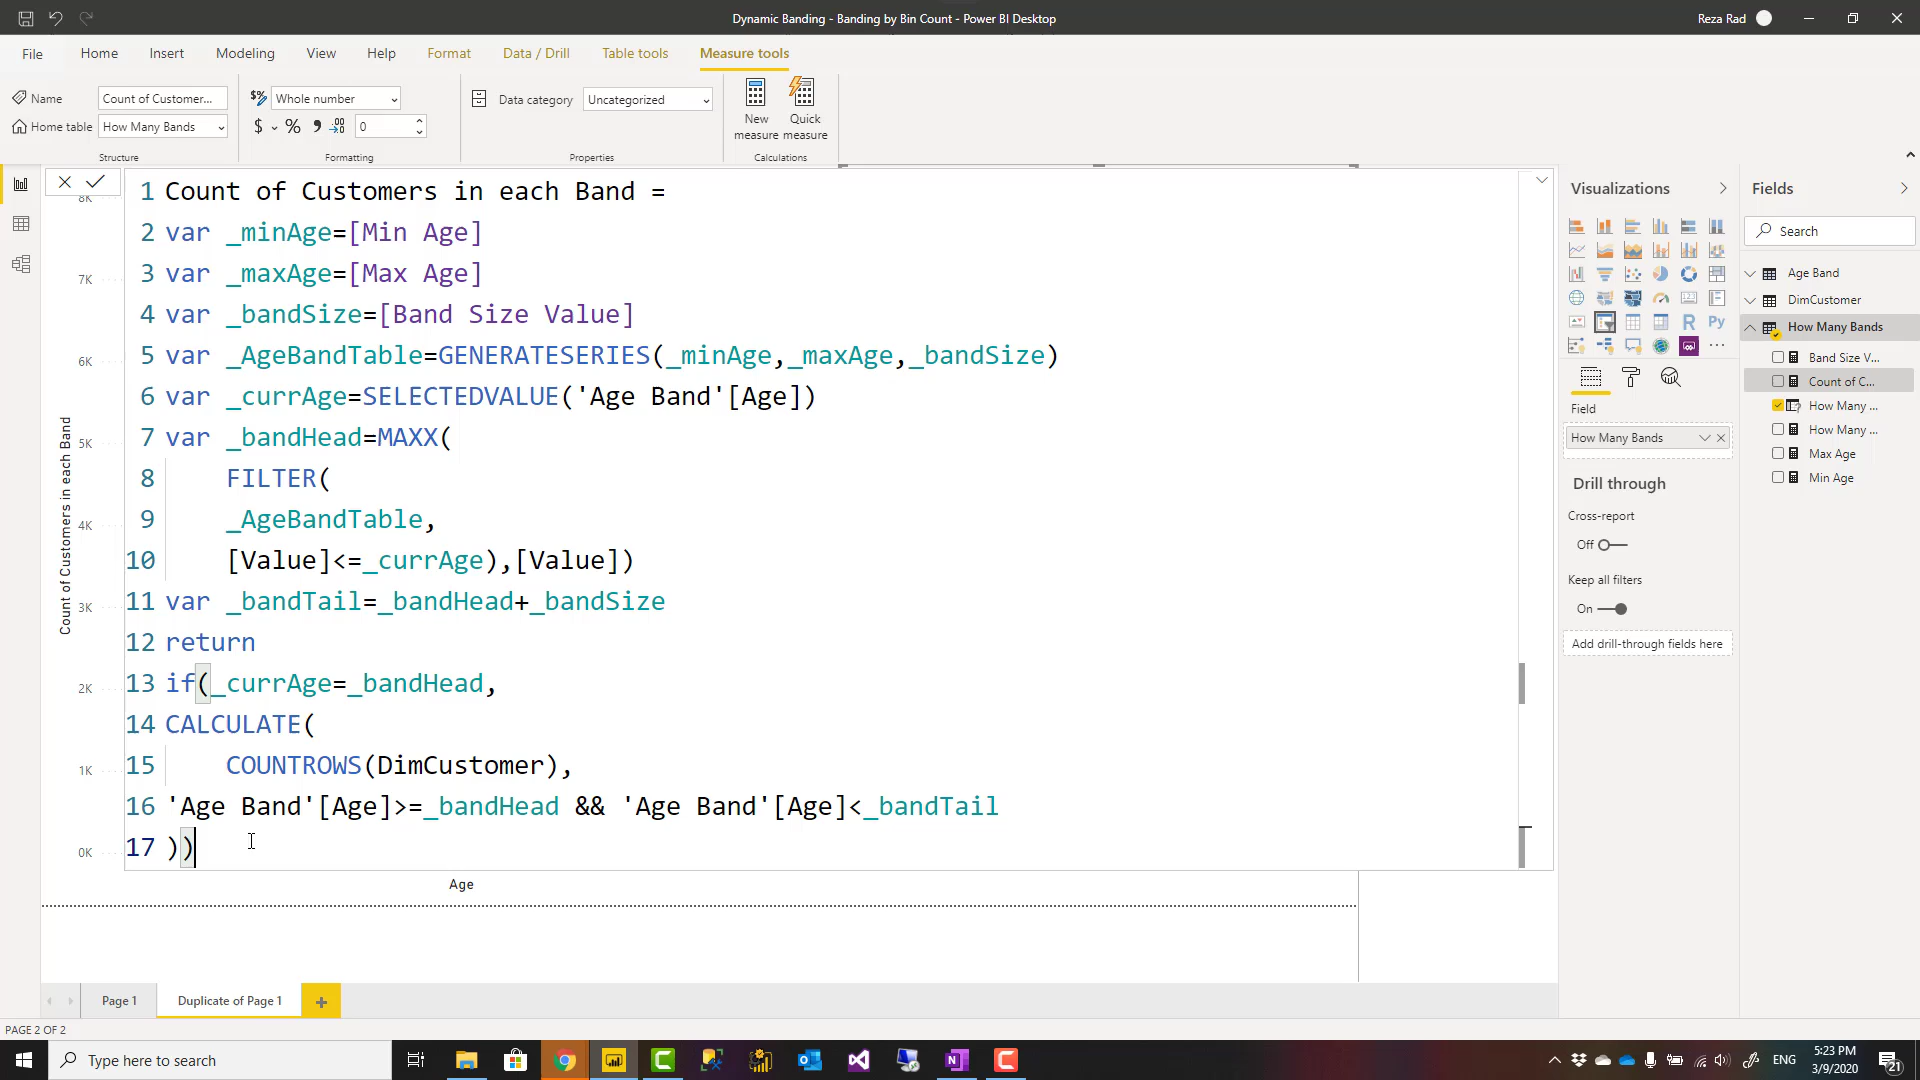 Dynamic Banding - Banding by Bin Count - Power BI Desktop
Reza Rad
File
Home
Insert
Modeling
View
Help
Format
Data / Drill
Table tools
Measure tools
Name
Count of Customer...
Home table
How Many Bands
Structure
Whole number
$
%
0
Formatting
Data category
Uncategorized
Properties
New
measure
Quick
measure
Calculations
1 Count of Customers in each Band =
2 var _minAge=[Min Age]
3 var _maxAge=[Max Age]
4 var _bandSize=[Band Size Value]
5 var _AgeBandTable=GENERATESERIES(_minAge,_maxAge,_bandSize)
6 var _currAge=SELECTEDVALUE('Age Band'[Age])
7 var _bandHead=MAXX(
8 FILTER(
9 _AgeBandTable,
10 [Value]<=_currAge),[Value])
11 var _bandTail=_bandHead+_bandSize
12 return
13 if(_currAge=_bandHead,
14 CALCULATE(
15 COUNTROWS(DimCustomer),
16 'Age Band'[Age]>=_bandHead && 'Age Band'[Age]<_bandTail
17 ))
Count of Customers in each Band
8K
7K
6K
5K
4K
3K
2K
1K
0K
Age
Visualizations
R
Py
Field
How Many Bands
Drill through
Cross-report
Off
Keep all filters
On
Add drill-through fields here
Fields
Search
Age Band
DimCustomer
How Many Bands
Band Size V...
Count of C...
How Many ...
How Many ...
Max Age
Min Age
Page 1
Duplicate of Page 1
PAGE 2 OF 2
Type here to search
ENG
5:23 PM
3/9/2020
21